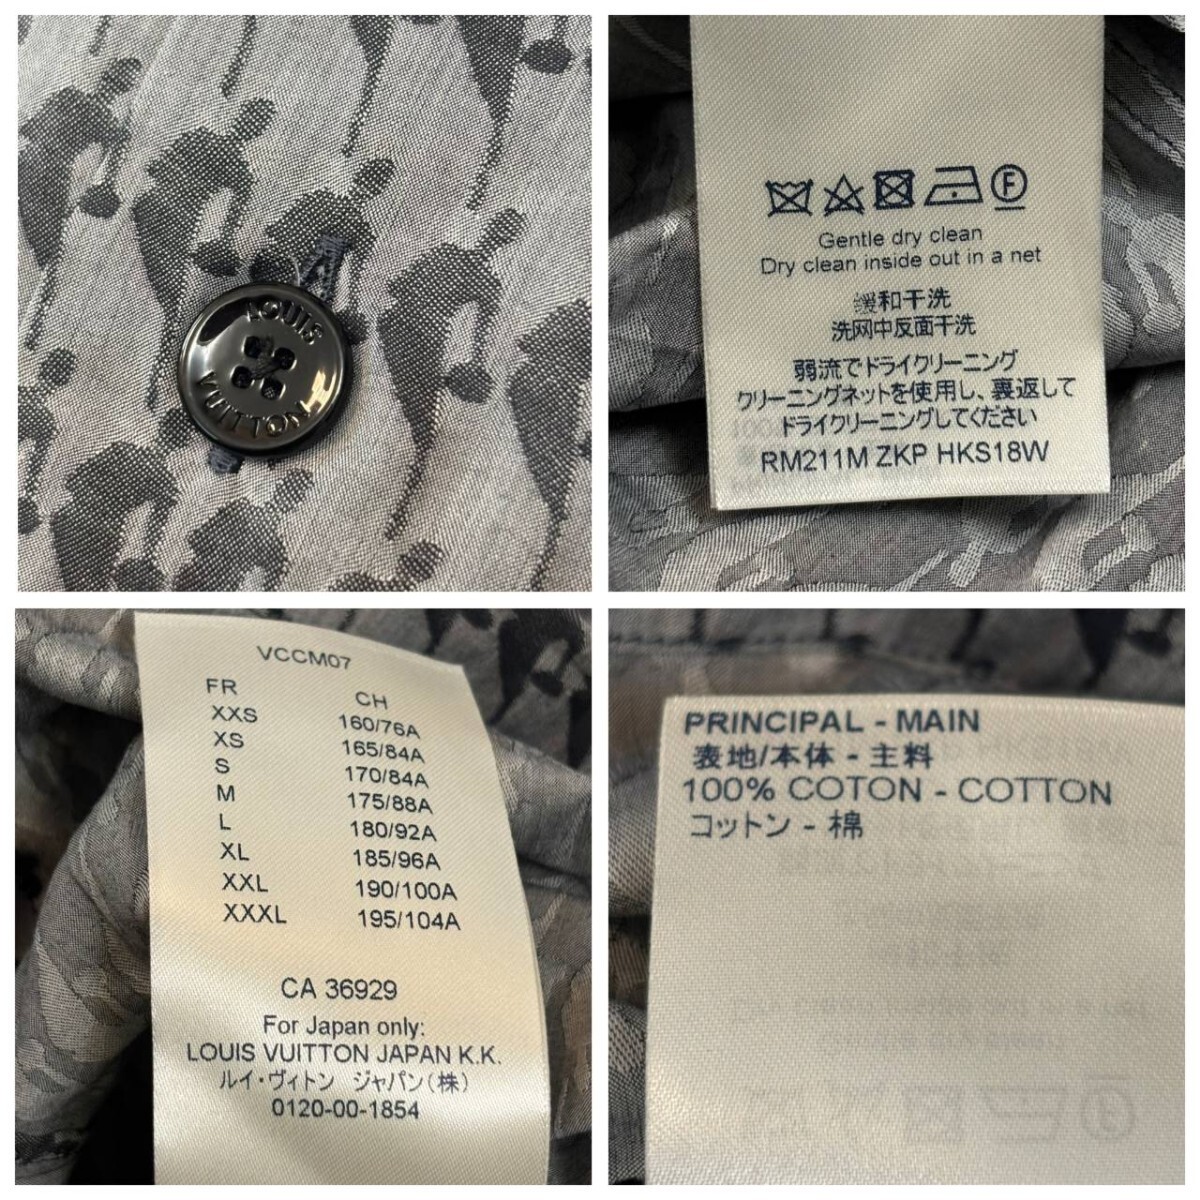 LOUIS
VUITTON
Gentle dry clean
Dry clean inside out in a net
缓和干洗
洗网中反面干洗
弱流でドライクリーニング
クリーニングネットを使用し、裏返して
ドライクリーニングしてください
RM211M ZKP HKS18W
VCCM07
FR CH
XXS 160/76A
XS 165/84A
S 170/84A
M 175/88A
L 180/92A
XL 185/96A
XXL 190/100A
XXXL 195/104A
CA 36929
For Japan only:
LOUIS VUITTON JAPAN K.K.
ルイ・ヴィトン ジャパン(株)
0120-00-1854
PRINCIPAL - MAIN
表地/本体 - 主料
100% COTON - COTTON
コットン - 棉